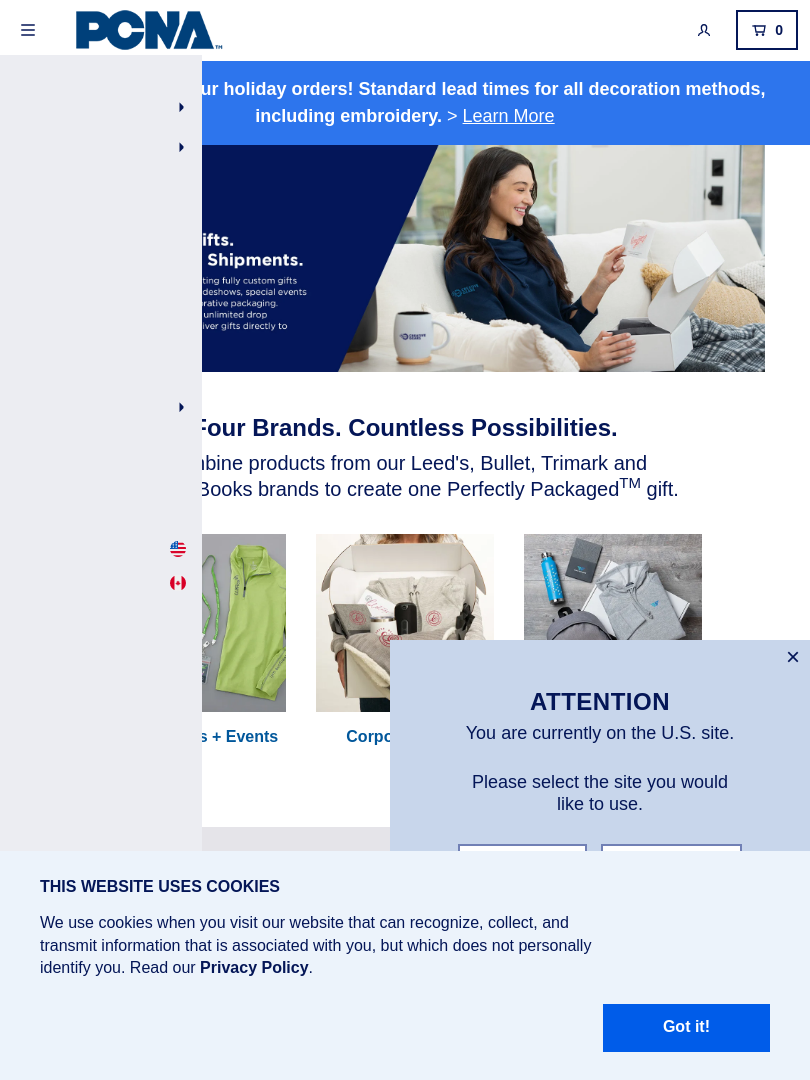 PCNA™
0
ur holiday orders! Standard lead times for all decoration methods,
including embroidery. > Learn More
ifts.
Shipments.
ting fully custom gifts
deshows, special events
orative packaging.
unlimited drop
iver gifts directly to
Four Brands. Countless Possibilities.
nbine products from our Leed's, Bullet, Trimark and
Books brands to create one Perfectly Packaged™ gift.
s + Events
Corpo
ATTENTION
You are currently on the U.S. site.
Please select the site you would
like to use.
THIS WEBSITE USES COOKIES
We use cookies when you visit our website that can recognize, collect, and
transmit information that is associated with you, but which does not personally
identify you. Read our Privacy Policy.
Got it!